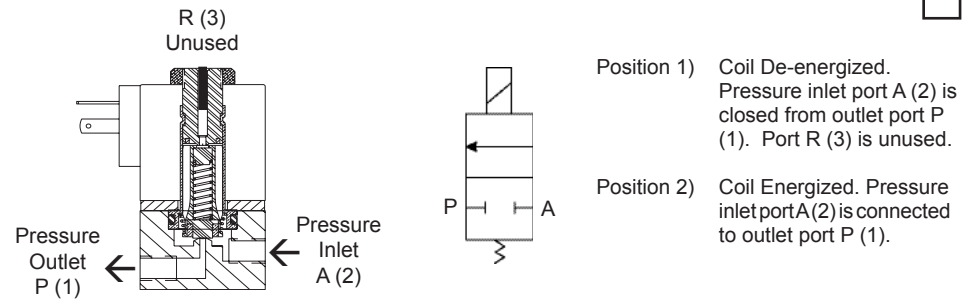 R (3)
Unused
Pressure
Outlet
P (1)
Pressure
Inlet
A (2)
P
A
Position 1) Coil De-energized.
Pressure inlet port A (2) is
closed from outlet port P
(1). Port R (3) is unused.
Position 2) Coil Energized. Pressure
inlet port A (2) is connected
to outlet port P (1).